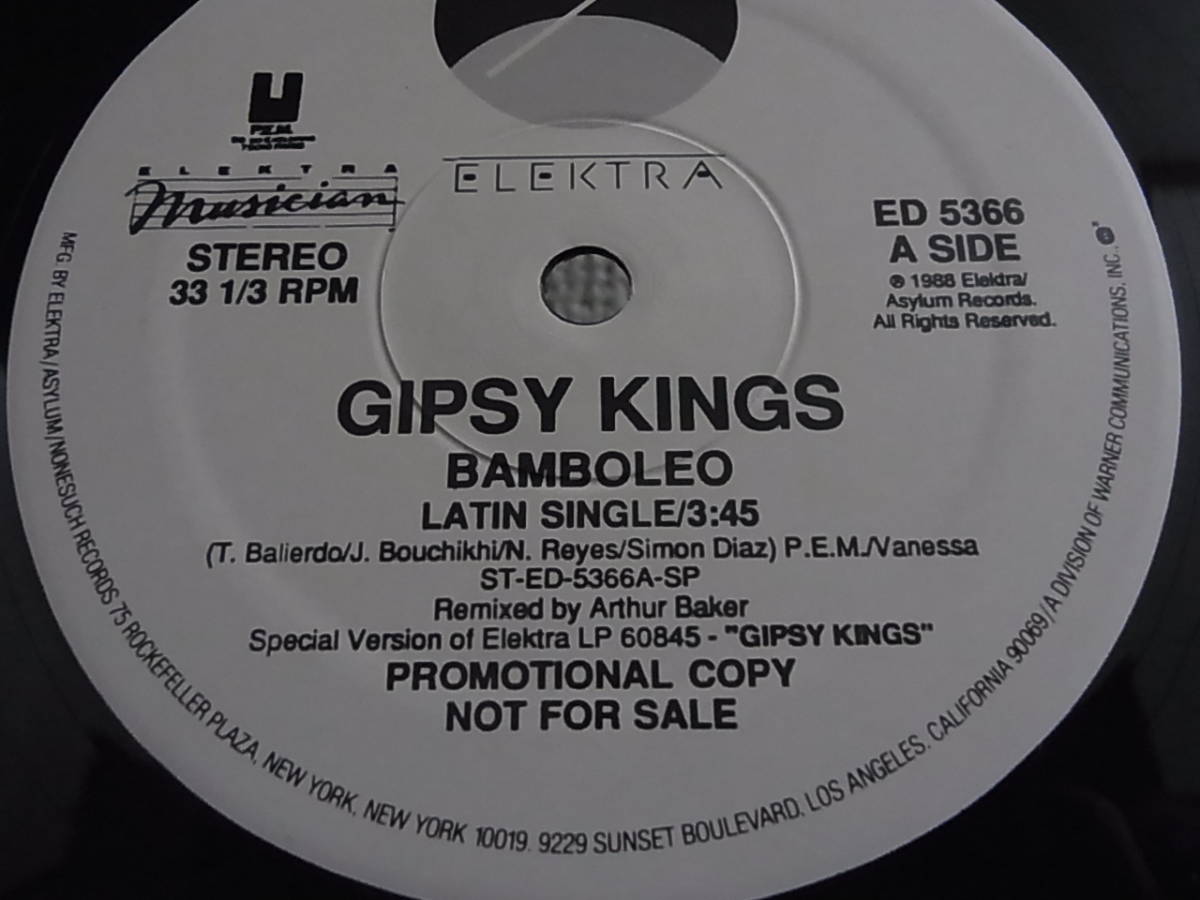 P.E.M.
ELEKTRA
Musician
STEREO
33 1/3 RPM
ELEKTRA
ED 5366
A SIDE
℗ 1988 Elektra/
Asylum Records.
All Rights Reserved.
GIPSY KINGS
BAMBOLEO
LATIN SINGLE/3:45
(T. Balierdo/J. Bouchikhi/N. Reyes/Simon Diaz) P.E.M./Vanessa
ST-ED-5366A-SP
Remixed by Arthur Baker
Special Version of Elektra LP 60845 - "GIPSY KINGS"
PROMOTIONAL COPY
NOT FOR SALE
MFG. BY ELEKTRA/ASYLUM/NONESUCH RECORDS 75 ROCKEFELLER PLAZA, NEW YORK, NEW YORK 10019. 9229 SUNSET BOULEVARD, LOS ANGELES, CALIFORNIA 90069/A DIVISION OF WARNER COMMUNICATIONS, INC.,